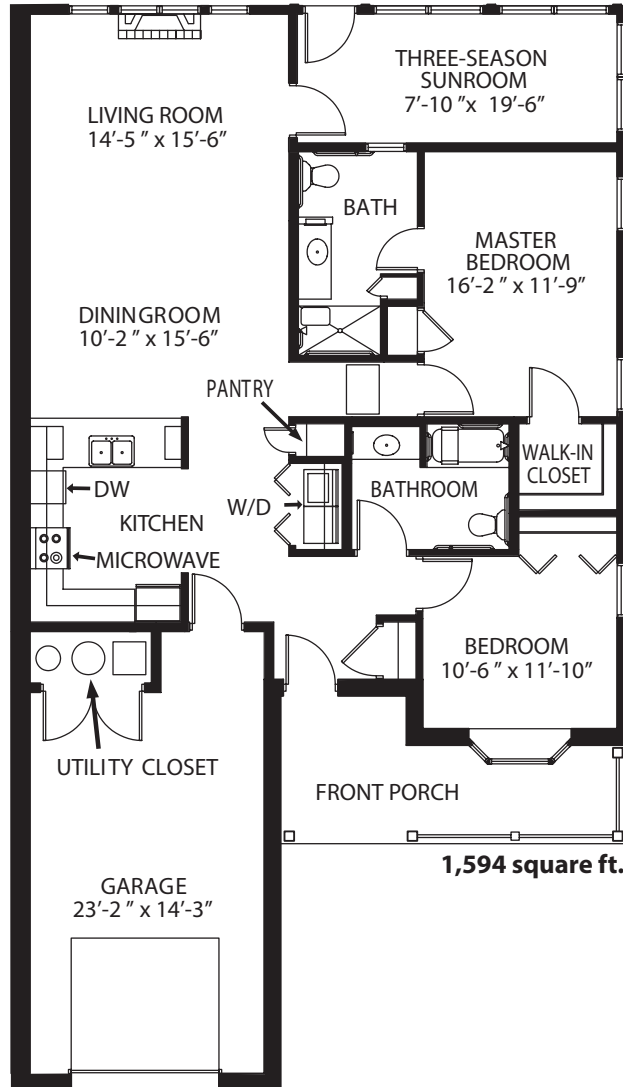 THREE-SEASON
SUNROOM
7’-10 ”x 19’-6”
LIVING ROOM
14’-5 ” x 15’-6”
BATH
MASTER
BEDROOM
16’-2 ” x 11’-9”
DININGROOM
10’-2 ” x 15’-6”
PANTRY
WALK-IN
CLOSET
DW
BATHROOM
W/D
KITCHEN
MICROWAVE
BEDROOM
10’-6 ” x 11’-10”
UTILITY CLOSET
FRONT PORCH
1,594 square ft.
GARAGE
23’-2 ” x 14’-3”